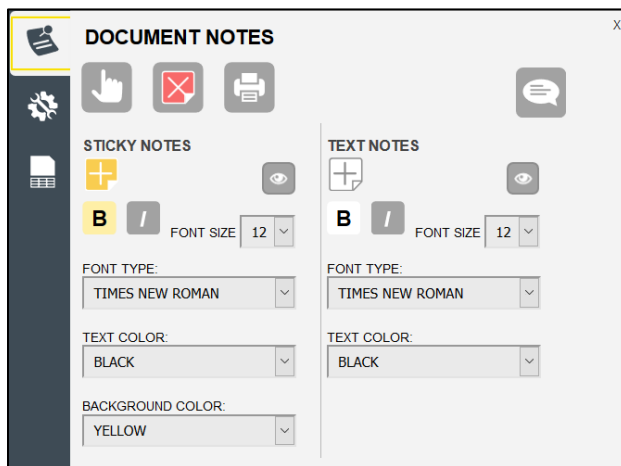 X
DOCUMENT NOTES
STICKY NOTES
B I FONT SIZE 12
FONT TYPE:
TIMES NEW ROMAN
TEXT COLOR:
BLACK
BACKGROUND COLOR:
YELLOW
TEXT NOTES
B I FONT SIZE 12
FONT TYPE:
TIMES NEW ROMAN
TEXT COLOR:
BLACK